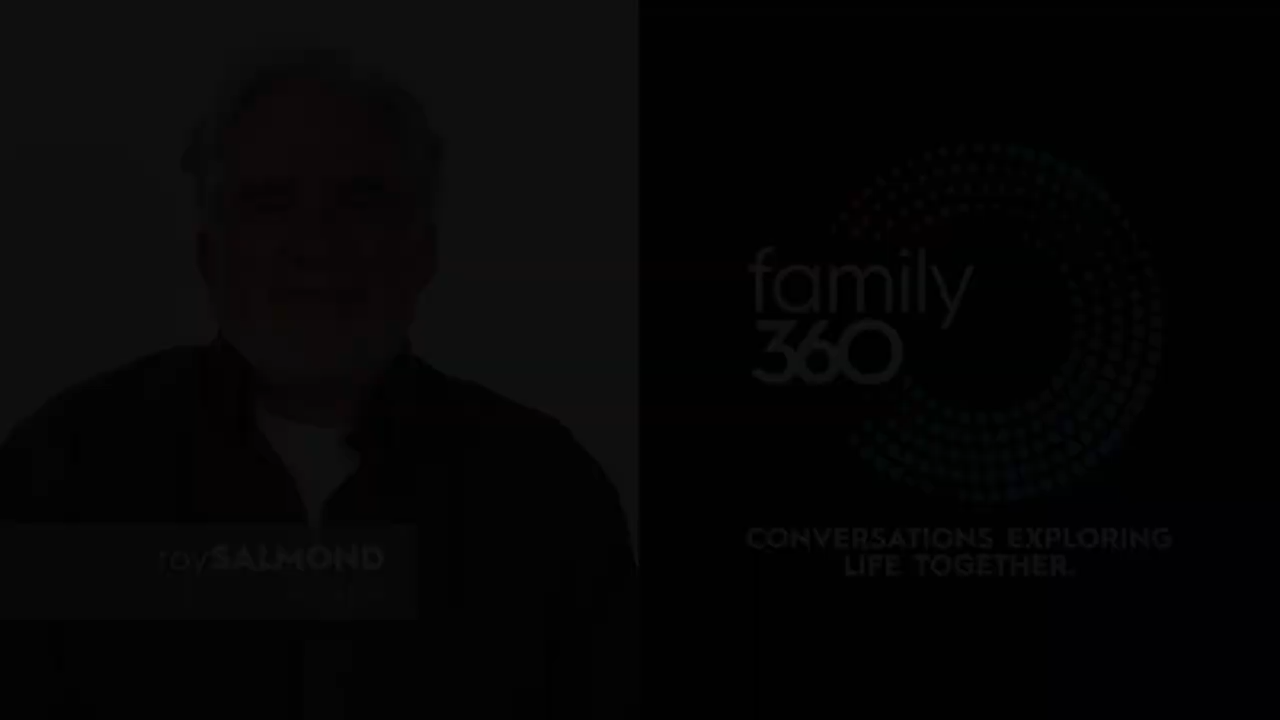 roySALMOND
family
360
CONVERSATIONS EXPLORING
LIFE TOGETHER.